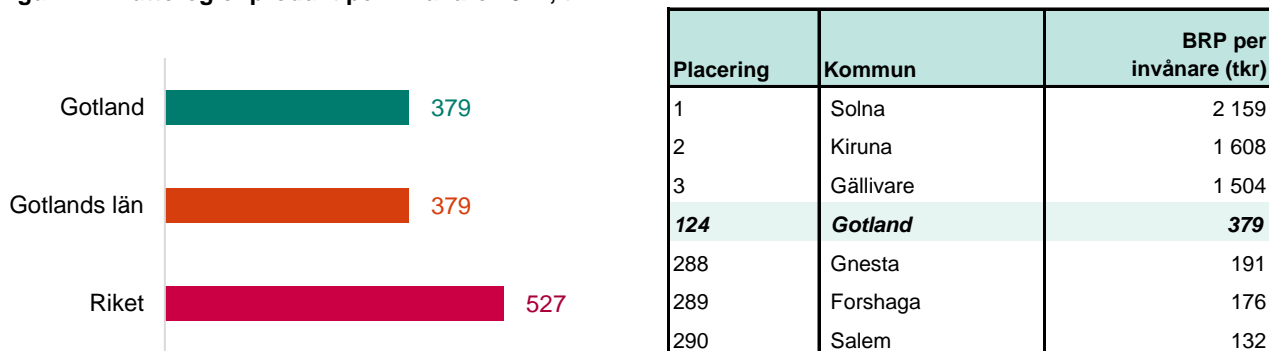 Gotland 379
Gotlands län 379
Riket 527
Placering Kommun BRP per invånare (tkr)
1 Solna 2 159
2 Kiruna 1 608
3 Gällivare 1 504
124 Gotland 379
288 Gnesta 191
289 Forshaga 176
290 Salem 132